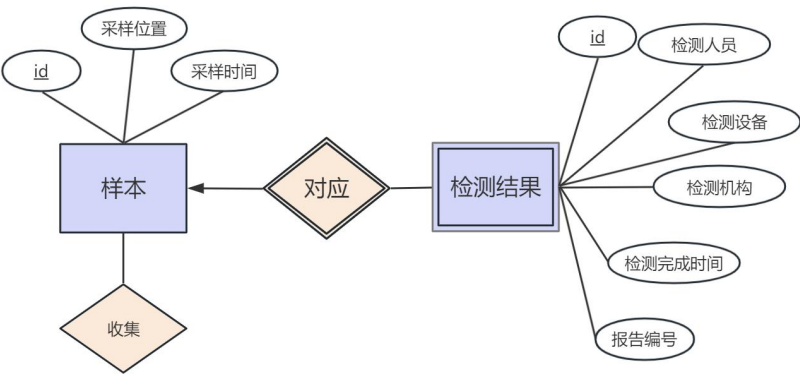 采样位置
id
采样时间
样本
收集
对应
检测结果
id
检测人员
检测设备
检测机构
检测完成时间
报告编号